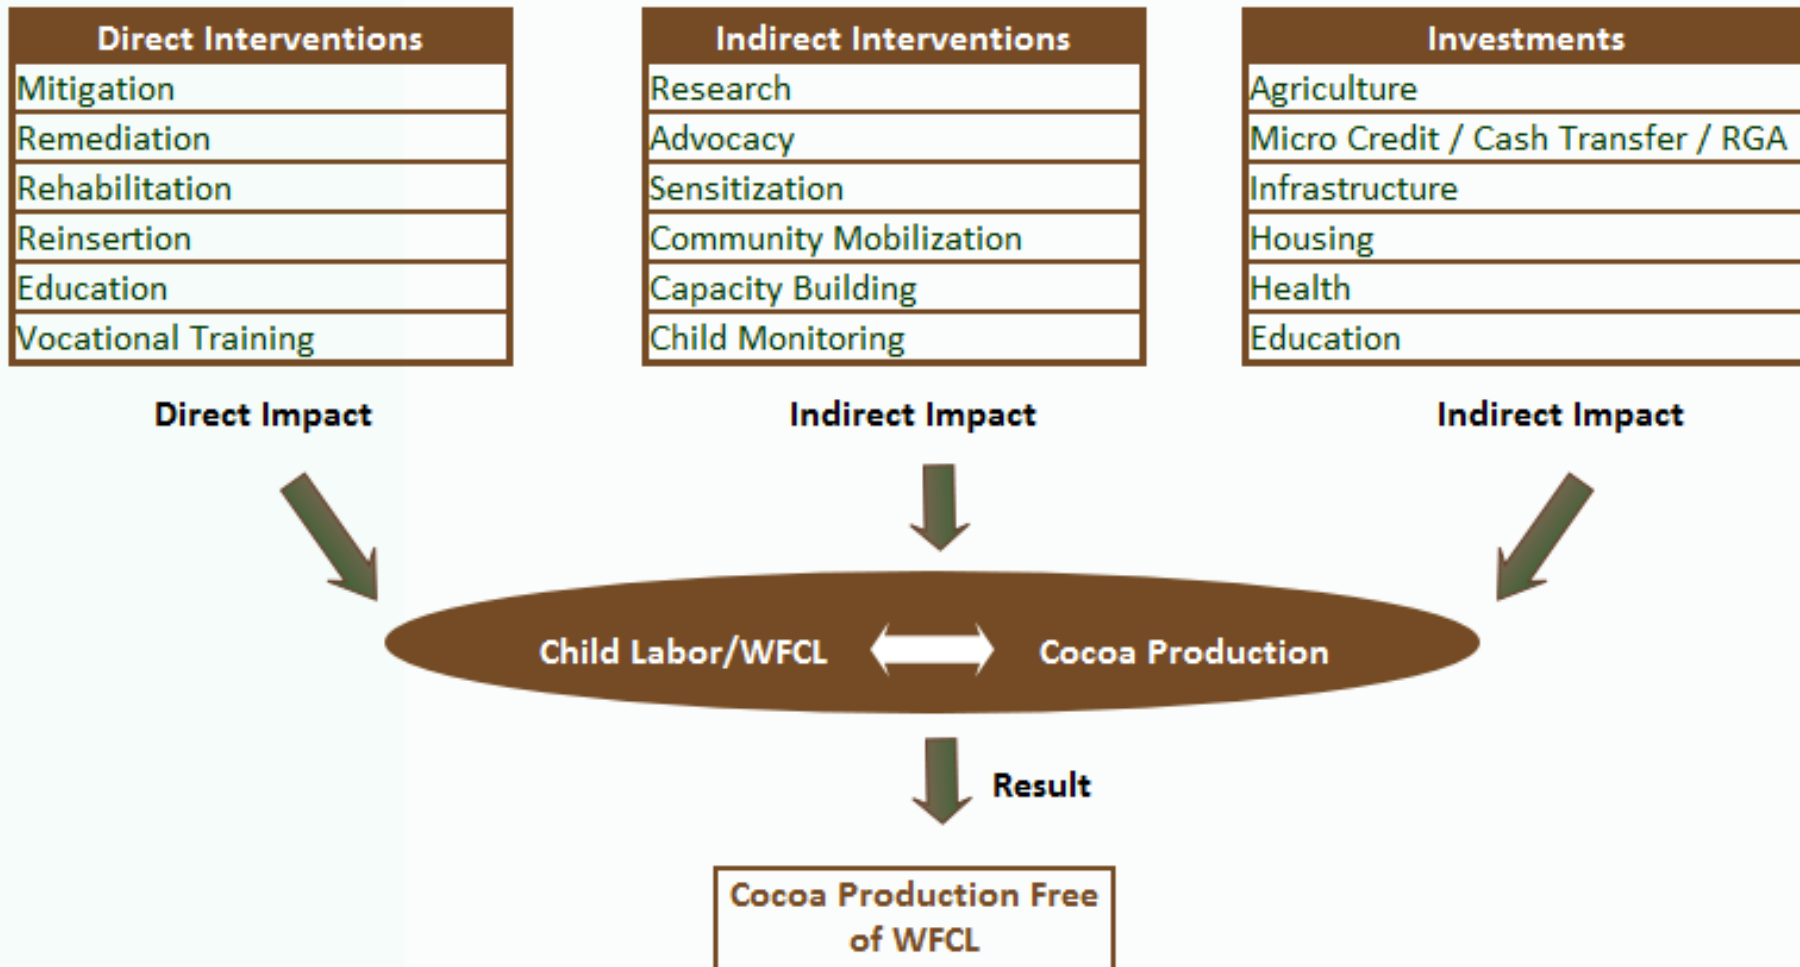 Direct Interventions
Mitigation
Remediation
Rehabilitation
Reinsertion
Education
Vocational Training
Direct Impact
Indirect Interventions
Research
Advocacy
Sensitization
Community Mobilization
Capacity Building
Child Monitoring
Indirect Impact
Investments
Agriculture
Micro Credit / Cash Transfer / RGA
Infrastructure
Housing
Health
Education
Indirect Impact
Child Labor/WFCL
Cocoa Production
Result
Cocoa Production Free
of WFCL